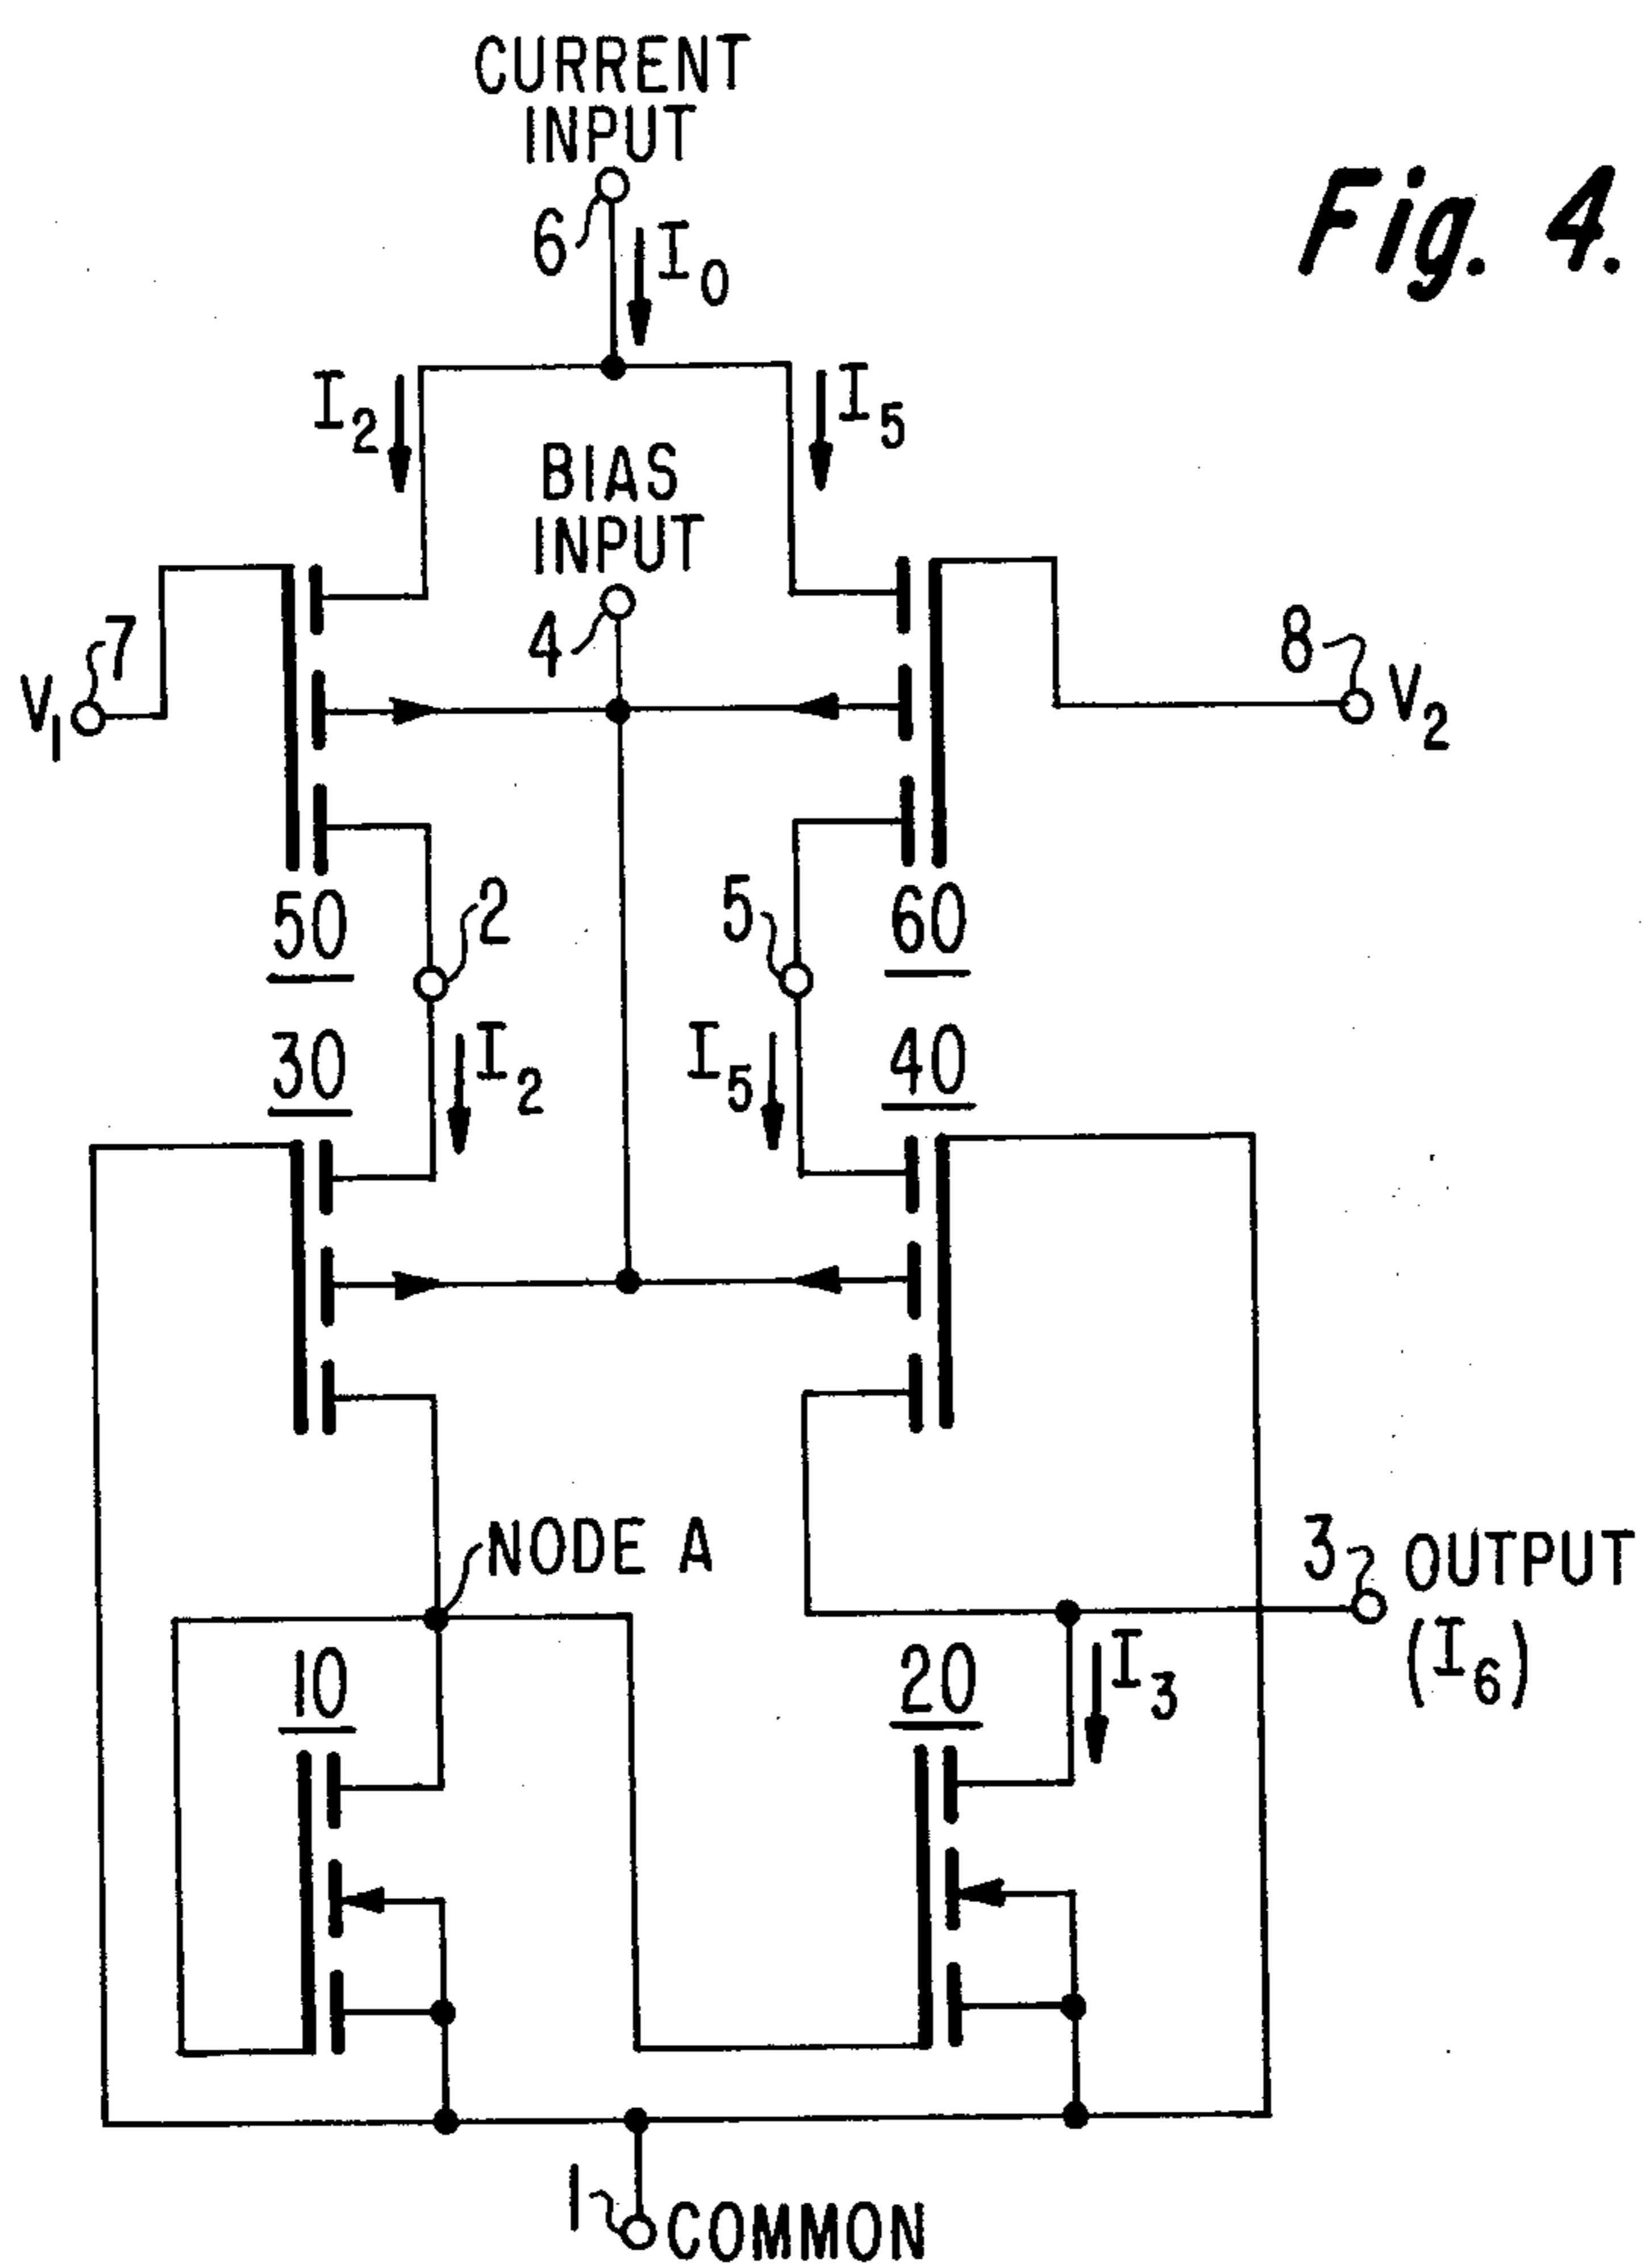 CURRENT
INPUT
Fig. 4.
6
I0
I2
I5
BIAS
INPUT
4
7
V1
8
V2
50
2
5
60
30
I2
I5
40
NODE A
3
OUTPUT
(I6)
10
20
I3
1
COMMON